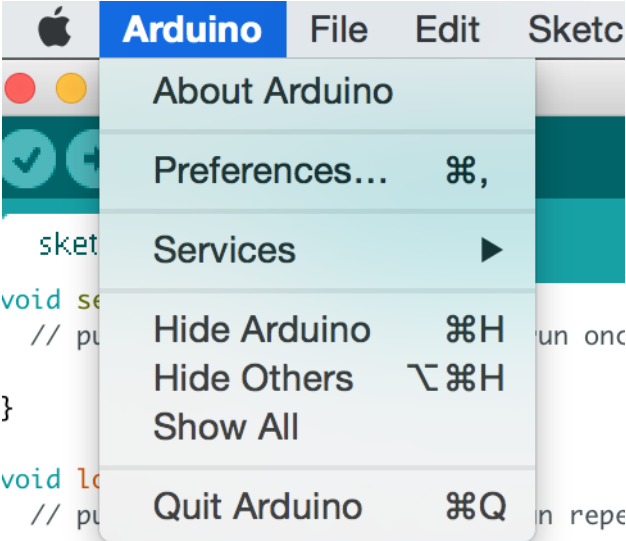 Arduino File Edit Sketc
About Arduino
Preferences... ⌘,
sket
Services ▶
void se
Hide Arduino ⌘H
// pu un onc
Hide Others ⌥⌘H
}
Show All
void lo
Quit Arduino ⌘Q
// pu n repe